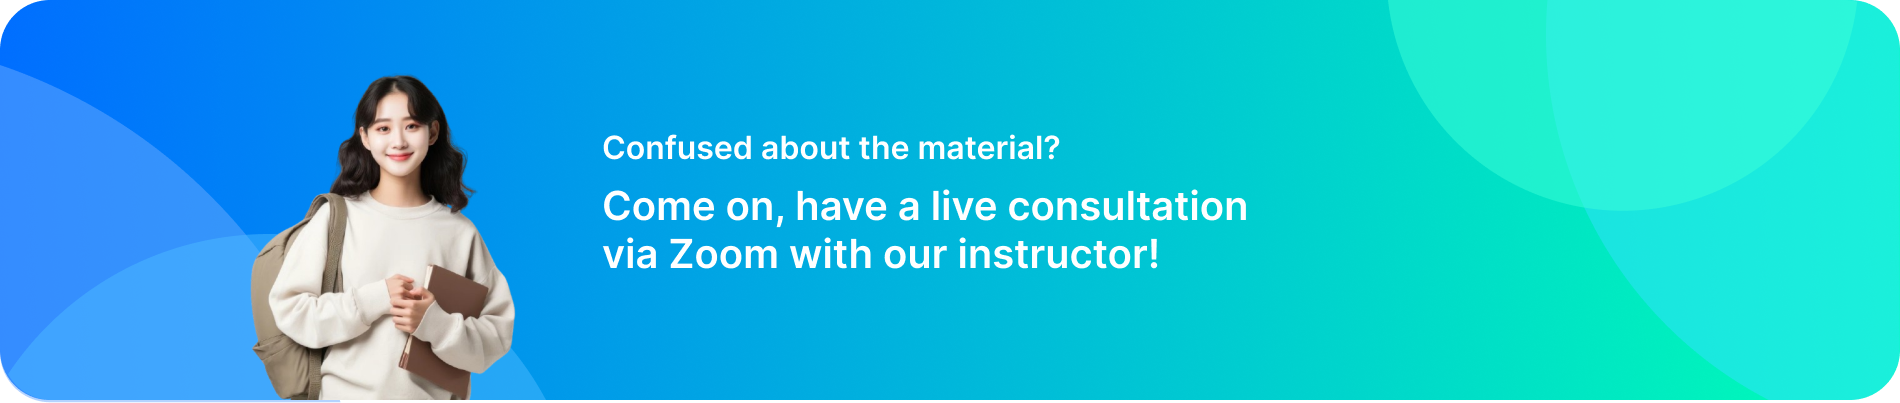 Confused about the material?
Come on, have a live consultation
via Zoom with our instructor!